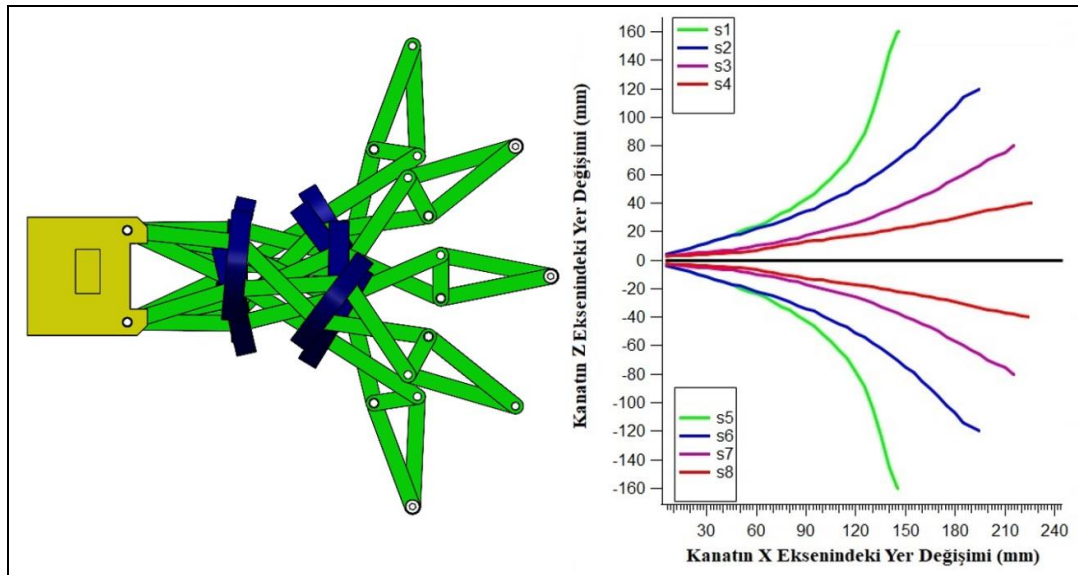 s1
s2
s3
s4
160
140
120
100
80
60
40
20
0
-20
-40
-60
-80
-100
-120
-140
-160
Kanatın Z Eksenindeki Yer Değişimi (mm)
s5
s6
s7
s8
30 60 90 120 150 180 210 240
Kanatın X Eksenindeki Yer Değişimi (mm)